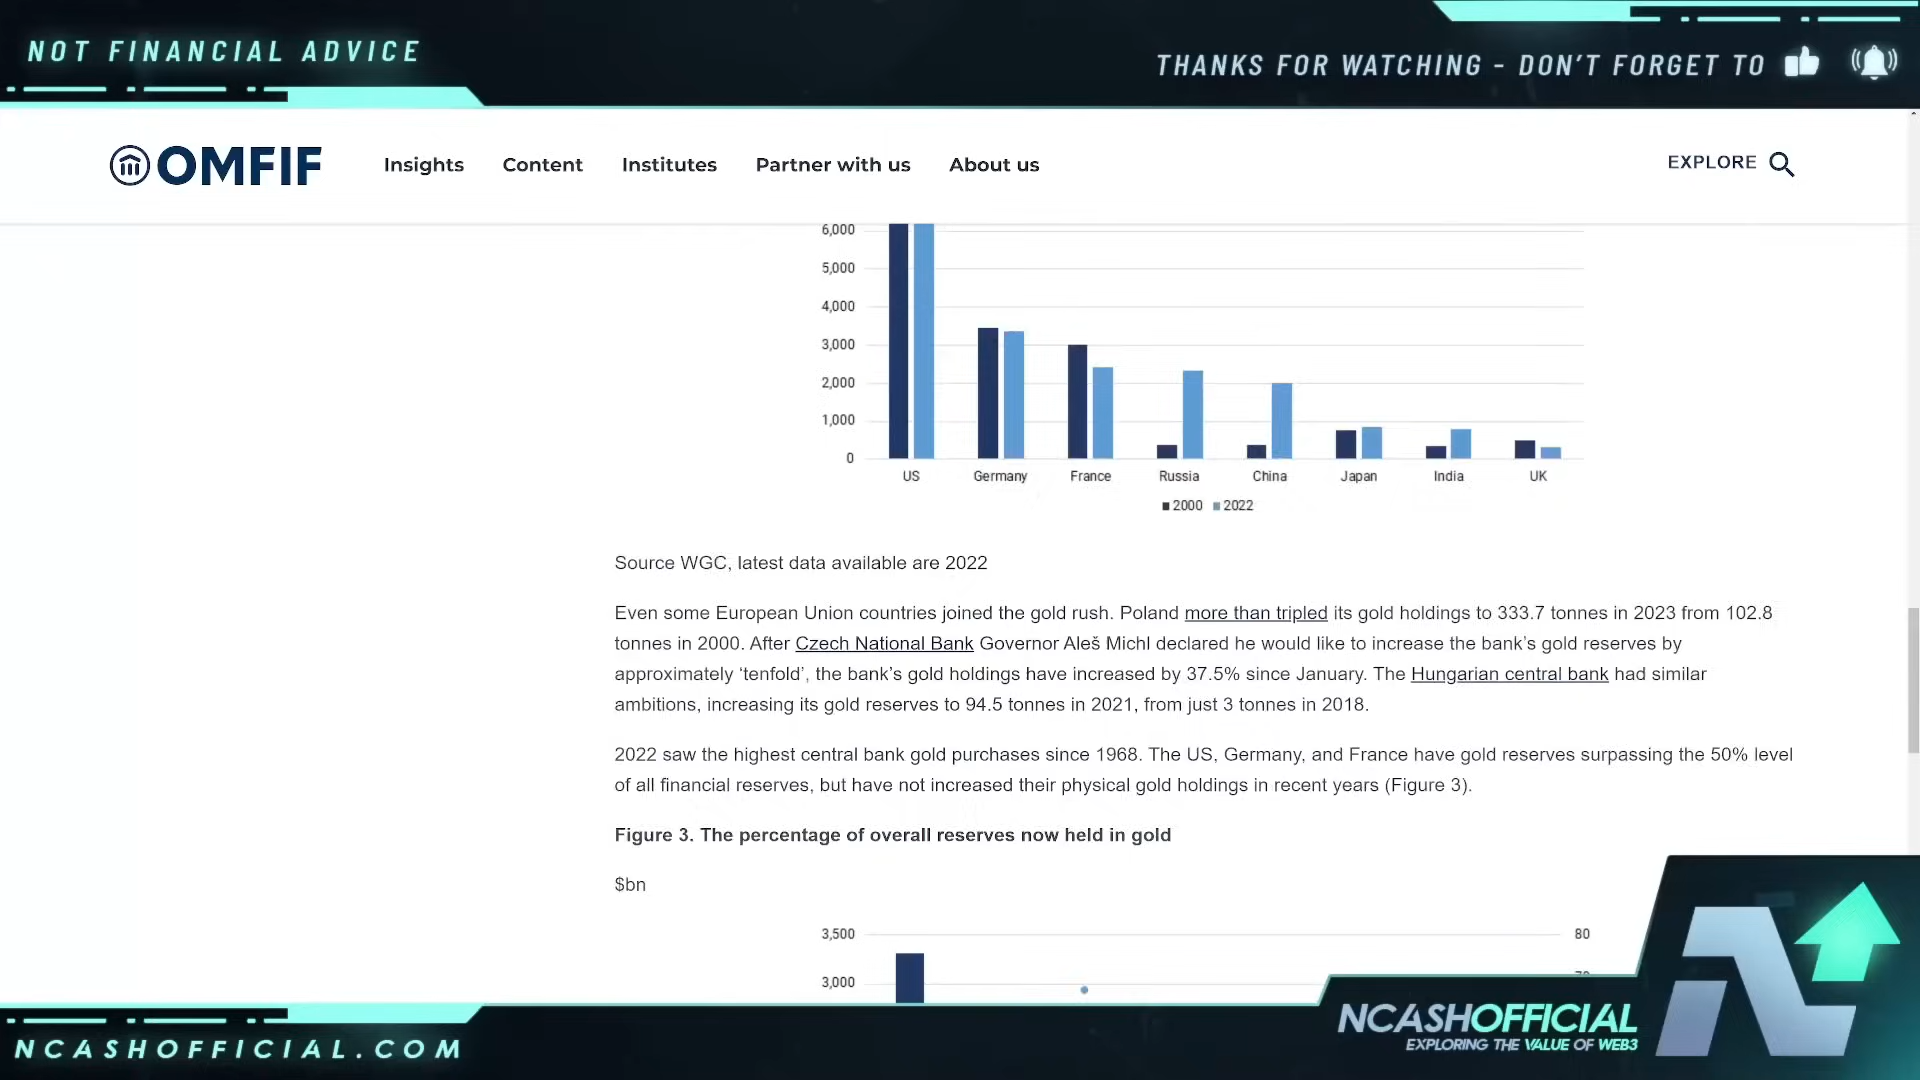 NOT FINANCIAL ADVICE
THANKS FOR WATCHING - DON'T FORGET TO
OMFIF
Insights
Content
Institutes
Partner with us
About us
EXPLORE
6,000
5,000
4,000
3,000
2,000
1,000
0
US
Germany
France
Russia
China
Japan
India
UK
2000
2022
Source WGC, latest data available are 2022
Even some European Union countries joined the gold rush. Poland more than tripled its gold holdings to 333.7 tonnes in 2023 from 102.8
tonnes in 2000. After Czech National Bank Governor Aleš Michl declared he would like to increase the bank's gold reserves by
approximately 'tenfold', the bank's gold holdings have increased by 37.5% since January. The Hungarian central bank had similar
ambitions, increasing its gold reserves to 94.5 tonnes in 2021, from just 3 tonnes in 2018.
2022 saw the highest central bank gold purchases since 1968. The US, Germany, and France have gold reserves surpassing the 50% level
of all financial reserves, but have not increased their physical gold holdings in recent years (Figure 3).
Figure 3. The percentage of overall reserves now held in gold
$bn
3,500
80
3,000
NCASHOFFICIAL
EXPLORING THE VALUE OF WEB3
NCASHOFFICIAL.COM